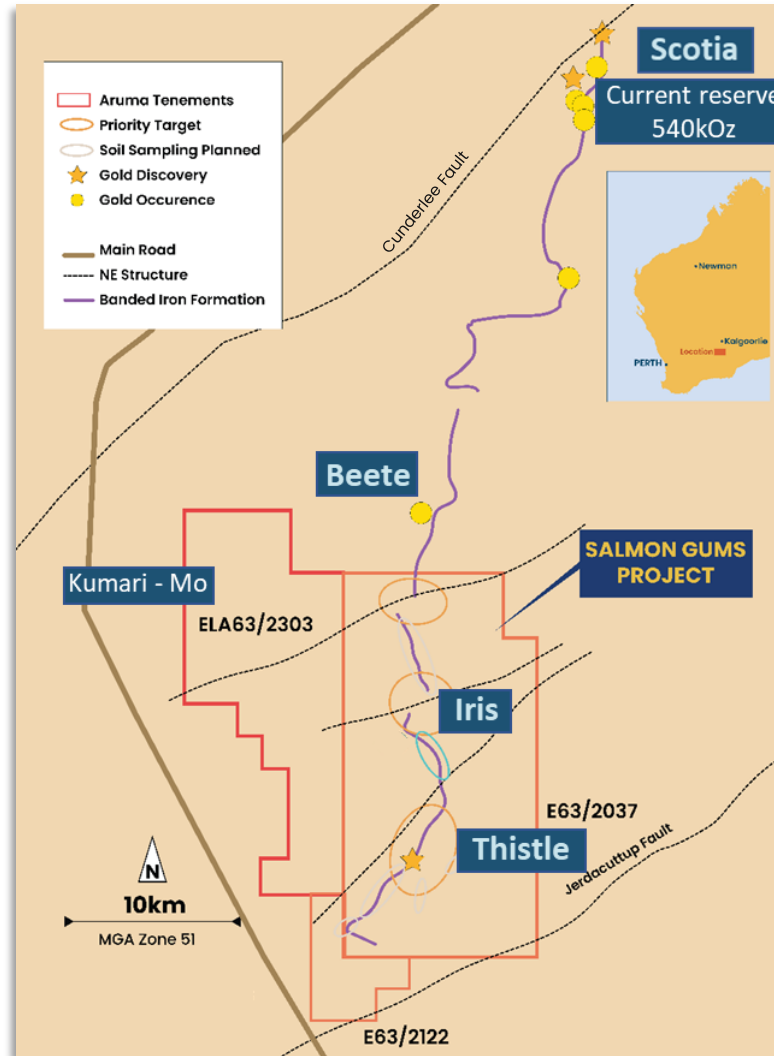 Scotia
Current reserve
540kOz
Aruma Tenements
Priority Target
Soil Sampling Planned
Gold Discovery
Gold Occurence
Main Road
NE Structure
Banded Iron Formation
Cunderlee Fault
Newman
Kalgoorlie
Location
PERTH
Beete
SALMON GUMS
PROJECT
Kumari - Mo
ELA63/2303
Iris
E63/2037
Thistle
Jerdacuttup Fault
N
10km
MGA Zone 51
E63/2122